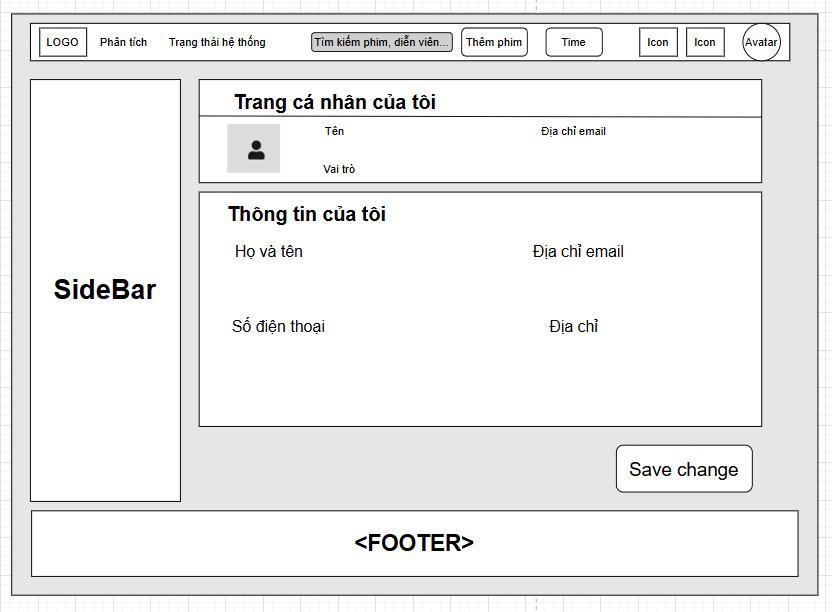 LOGO
Phân tích
Trạng thái hệ thống
Tìm kiếm phim, diễn viên...
Thêm phim
Time
Icon
Icon
Avatar
SideBar
Trang cá nhân của tôi
Tên
Địa chỉ email
Vai trò
Thông tin của tôi
Họ và tên
Địa chỉ email
Số điện thoại
Địa chỉ
Save change
<FOOTER>